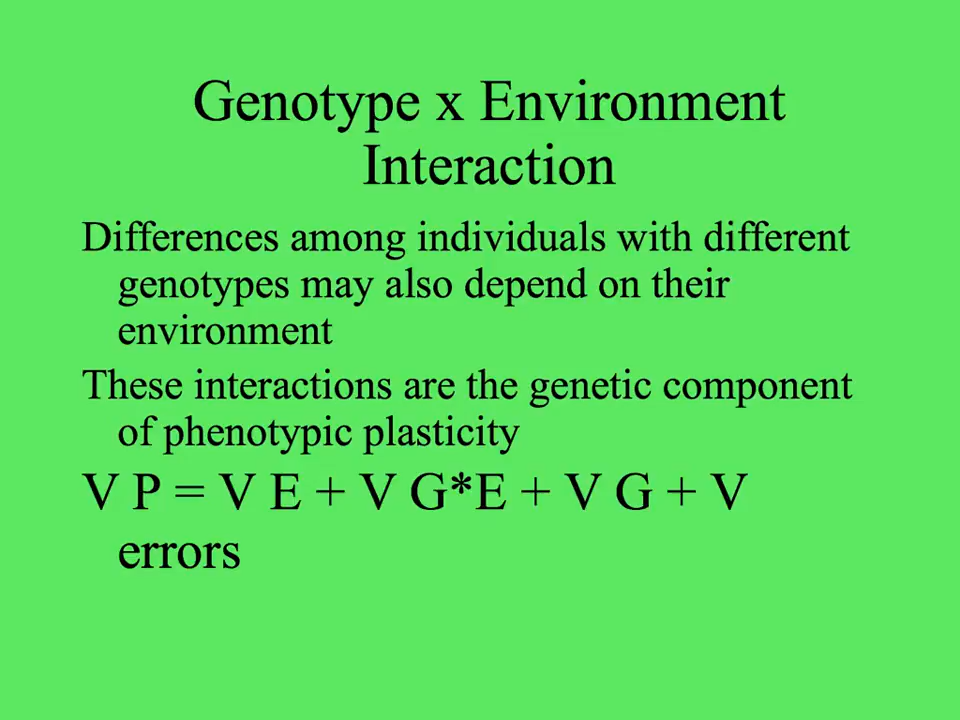 Genotype x Environment
Interaction
Differences among individuals with different
genotypes may also depend on their
environment
These interactions are the genetic component
of phenotypic plasticity
V P = V E + V G*E + V G + V
errors